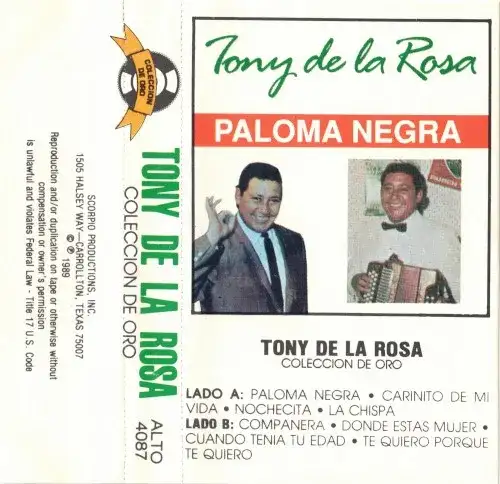 Tony de la Rosa
PALOMA NEGRA
TONY DE LA ROSA
COLECCION DE ORO
LADO A: PALOMA NEGRA • CARINITO DE MI
VIDA • NOCHECITA • LA CHISPA
LADO B: COMPANERA • DONDE ESTAS MUJER •
CUANDO TENIA TU EDAD • TE QUIERO PORQUE
TE QUIERO
COLECCION
DE ORO
TONY DE LA ROSA
COLECCION DE ORO
ALTO
4087
SCORPIO PRODUCTIONS, INC.
1505 HALSEY WAY—CARROLLTON, TEXAS 75007
© ℗ 1989
Reproduction and/or duplication on tape or otherwise without
compensation or owner's permission
is unlawful and violates Federal Law - Title 17 U.S. Code